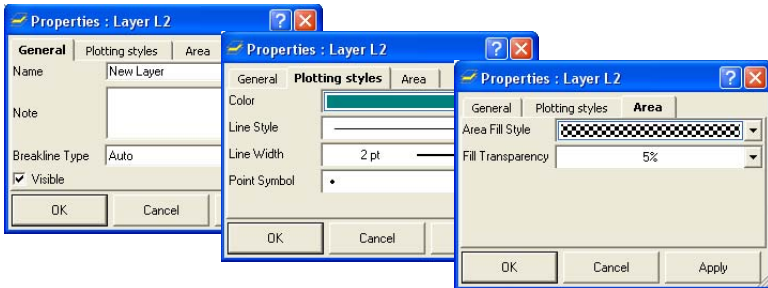 Properties : Layer L2
General Plotting styles Area
Name New Layer
Note
Breakline Type Auto
Visible
OK Cancel
Properties : Layer L2
General Plotting styles Area
Color
Line Style
Line Width 2 pt
Point Symbol
OK Cancel
Properties : Layer L2
General Plotting styles Area
Area Fill Style
Fill Transparency 5%
OK Cancel Apply